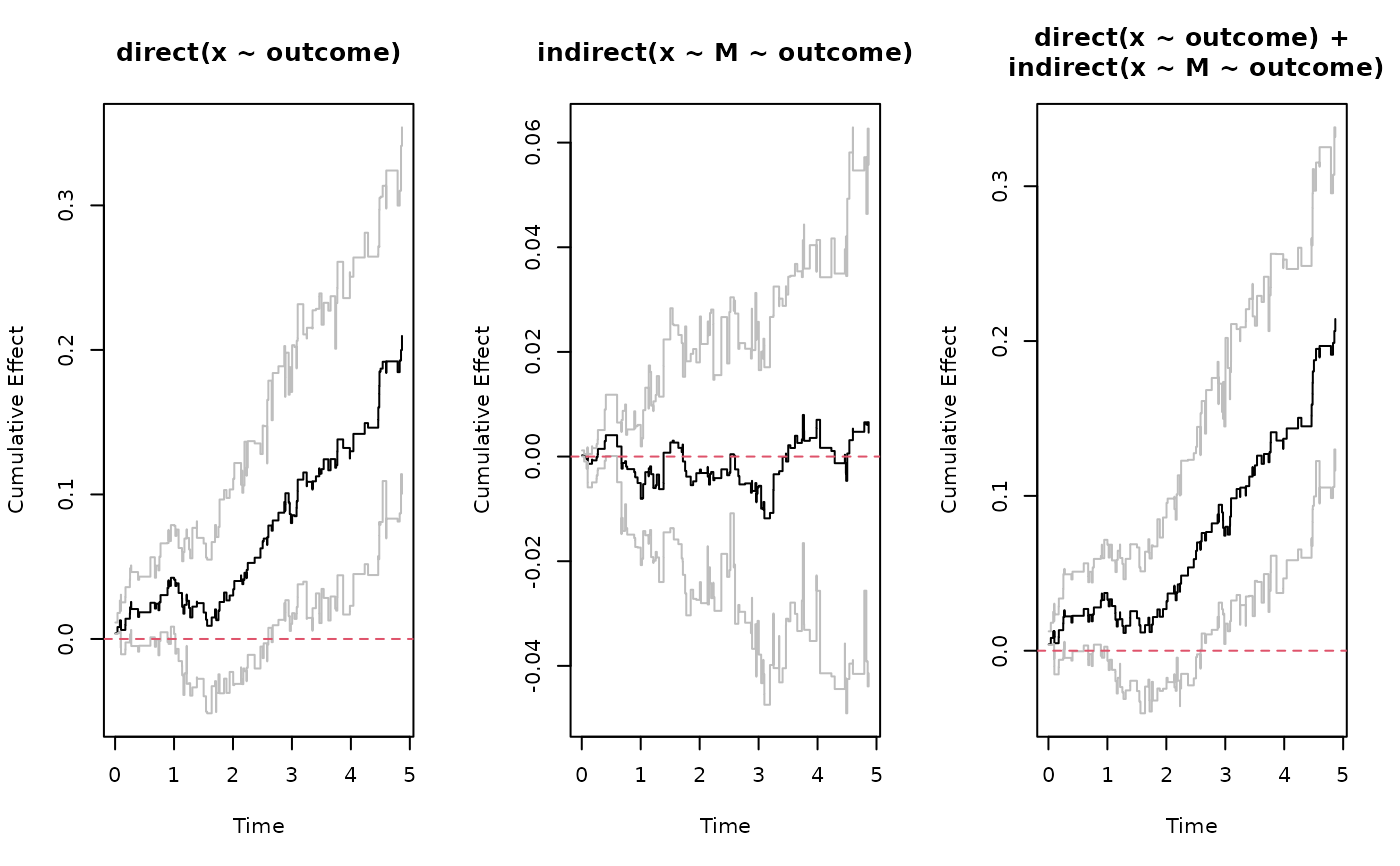 direct(x ~ outcome)
Cumulative Effect
0.3
0.2
0.1
0.0
0 1 2 3 4 5
Time
indirect(x ~ M ~ outcome)
Cumulative Effect
0.06
0.04
0.02
0.00
-0.02
-0.04
0 1 2 3 4 5
Time
direct(x ~ outcome) +
indirect(x ~ M ~ outcome)
Cumulative Effect
0.3
0.2
0.1
0.0
0 1 2 3 4 5
Time